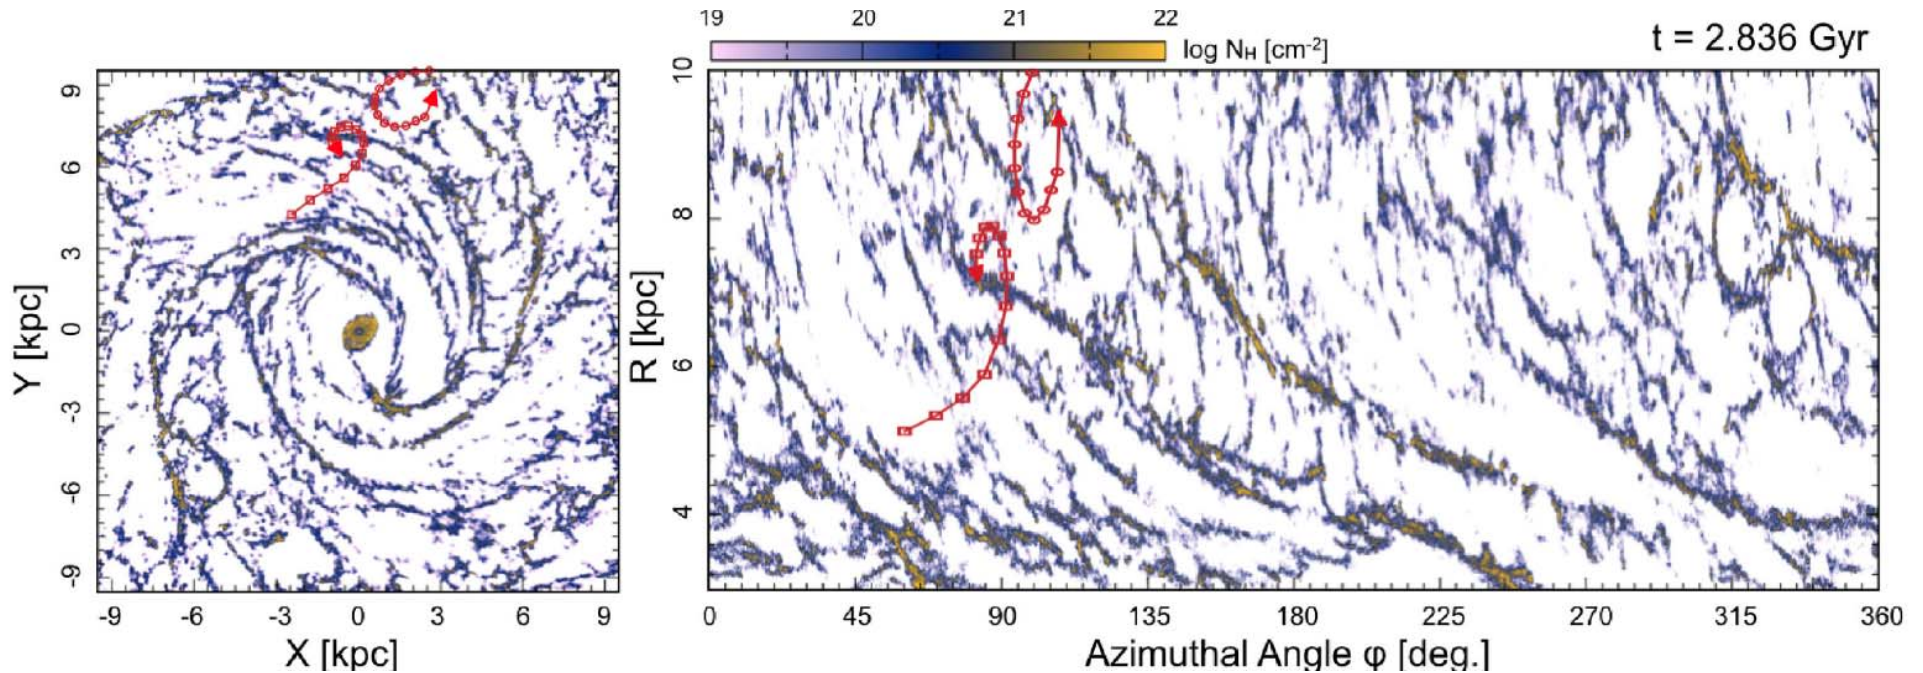 19 20 21 22
log N_H [cm⁻²]
t = 2.836 Gyr
9
6
3
0
-3
-6
-9
Y [kpc]
-9 -6 -3 0 3 6 9
X [kpc]
10
8
6
4
R [kpc]
0 45 90 135 180 225 270 315 360
Azimuthal Angle φ [deg.]